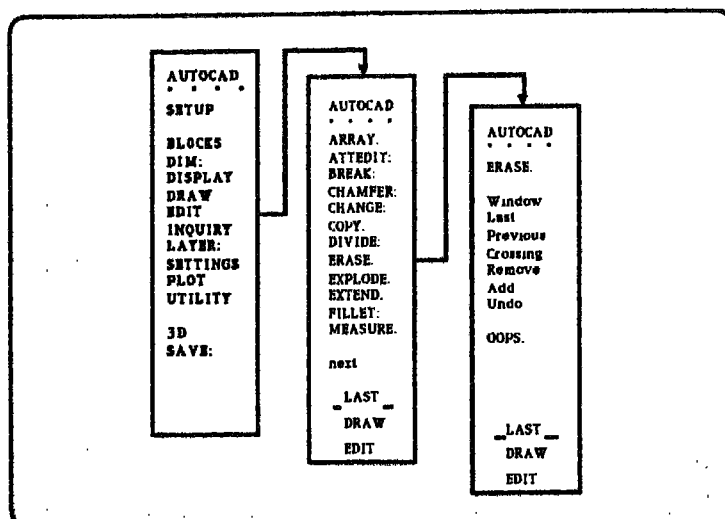 AUTOCAD
* * * *
SETUP
BLOCKS
DIM:
DISPLAY
DRAW
EDIT
INQUIRY
LAYER:
SETTINGS
PLOT
UTILITY
3D
SAVE:
AUTOCAD
* * * *
ARRAY.
ATTEDIT:
BREAK:
CHAMFER:
CHANGE:
COPY.
DIVIDE:
ERASE.
EXPLODE.
EXTEND.
FILLET:
MEASURE.
next
_LAST_
DRAW
EDIT
AUTOCAD
* * * *
ERASE.
Window
Last
Previous
Crossing
Remove
Add
Undo
OOPS.
_LAST_
DRAW
EDIT